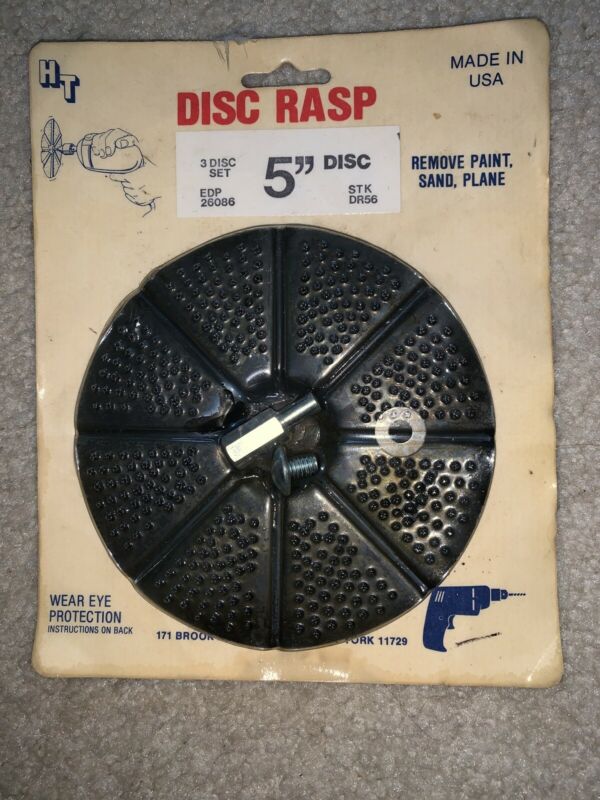 HT
MADE IN
USA
DISC RASP
3 DISC
SET
EDP
26086
5" DISC
STK
DR56
REMOVE PAINT,
SAND, PLANE
WEAR EYE
PROTECTION
INSTRUCTIONS ON BACK
171 BROOK
YORK 11729